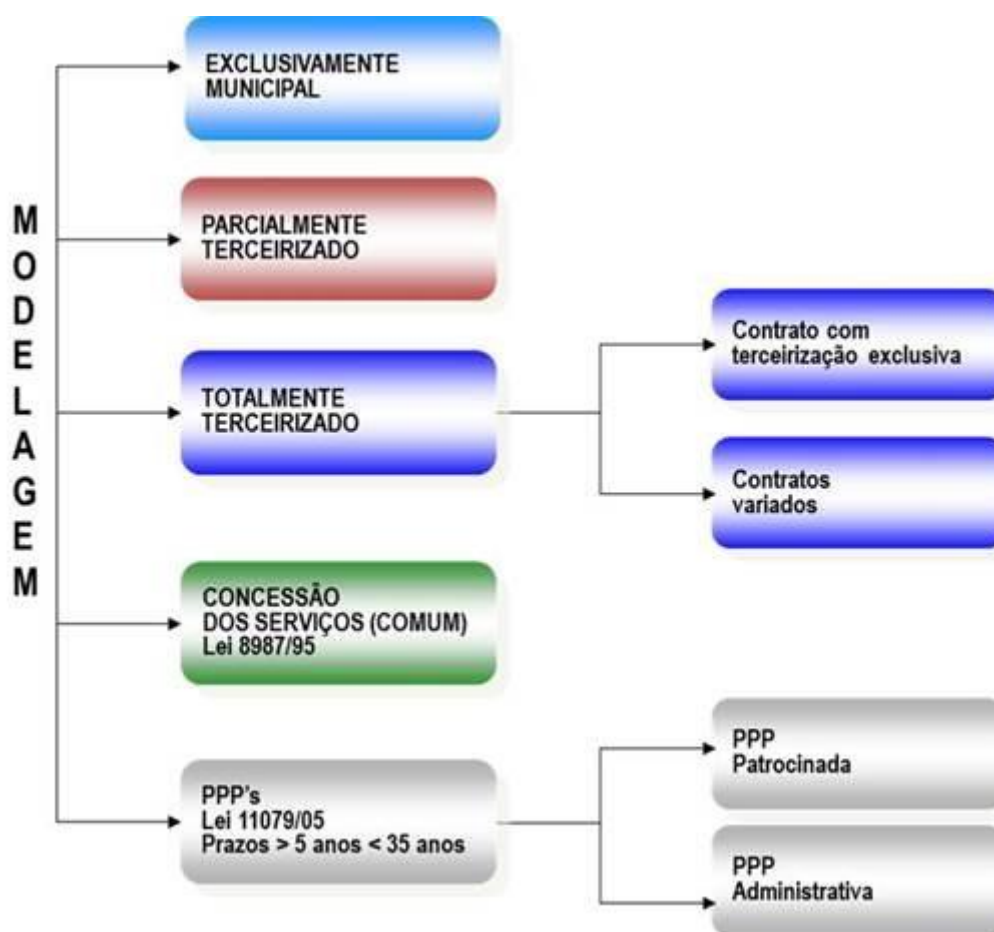 MODELAGEM
EXCLUSIVAMENTE
MUNICIPAL
PARCIALMENTE
TERCEIRIZADO
TOTALMENTE
TERCEIRIZADO
Contrato com
terceirização exclusiva
Contratos
variados
CONCESSÃO
DOS SERVIÇOS (COMUM)
Lei 8987/95
PPP's
Lei 11079/05
Prazos > 5 anos < 35 anos
PPP
Patrocinada
PPP
Administrativa